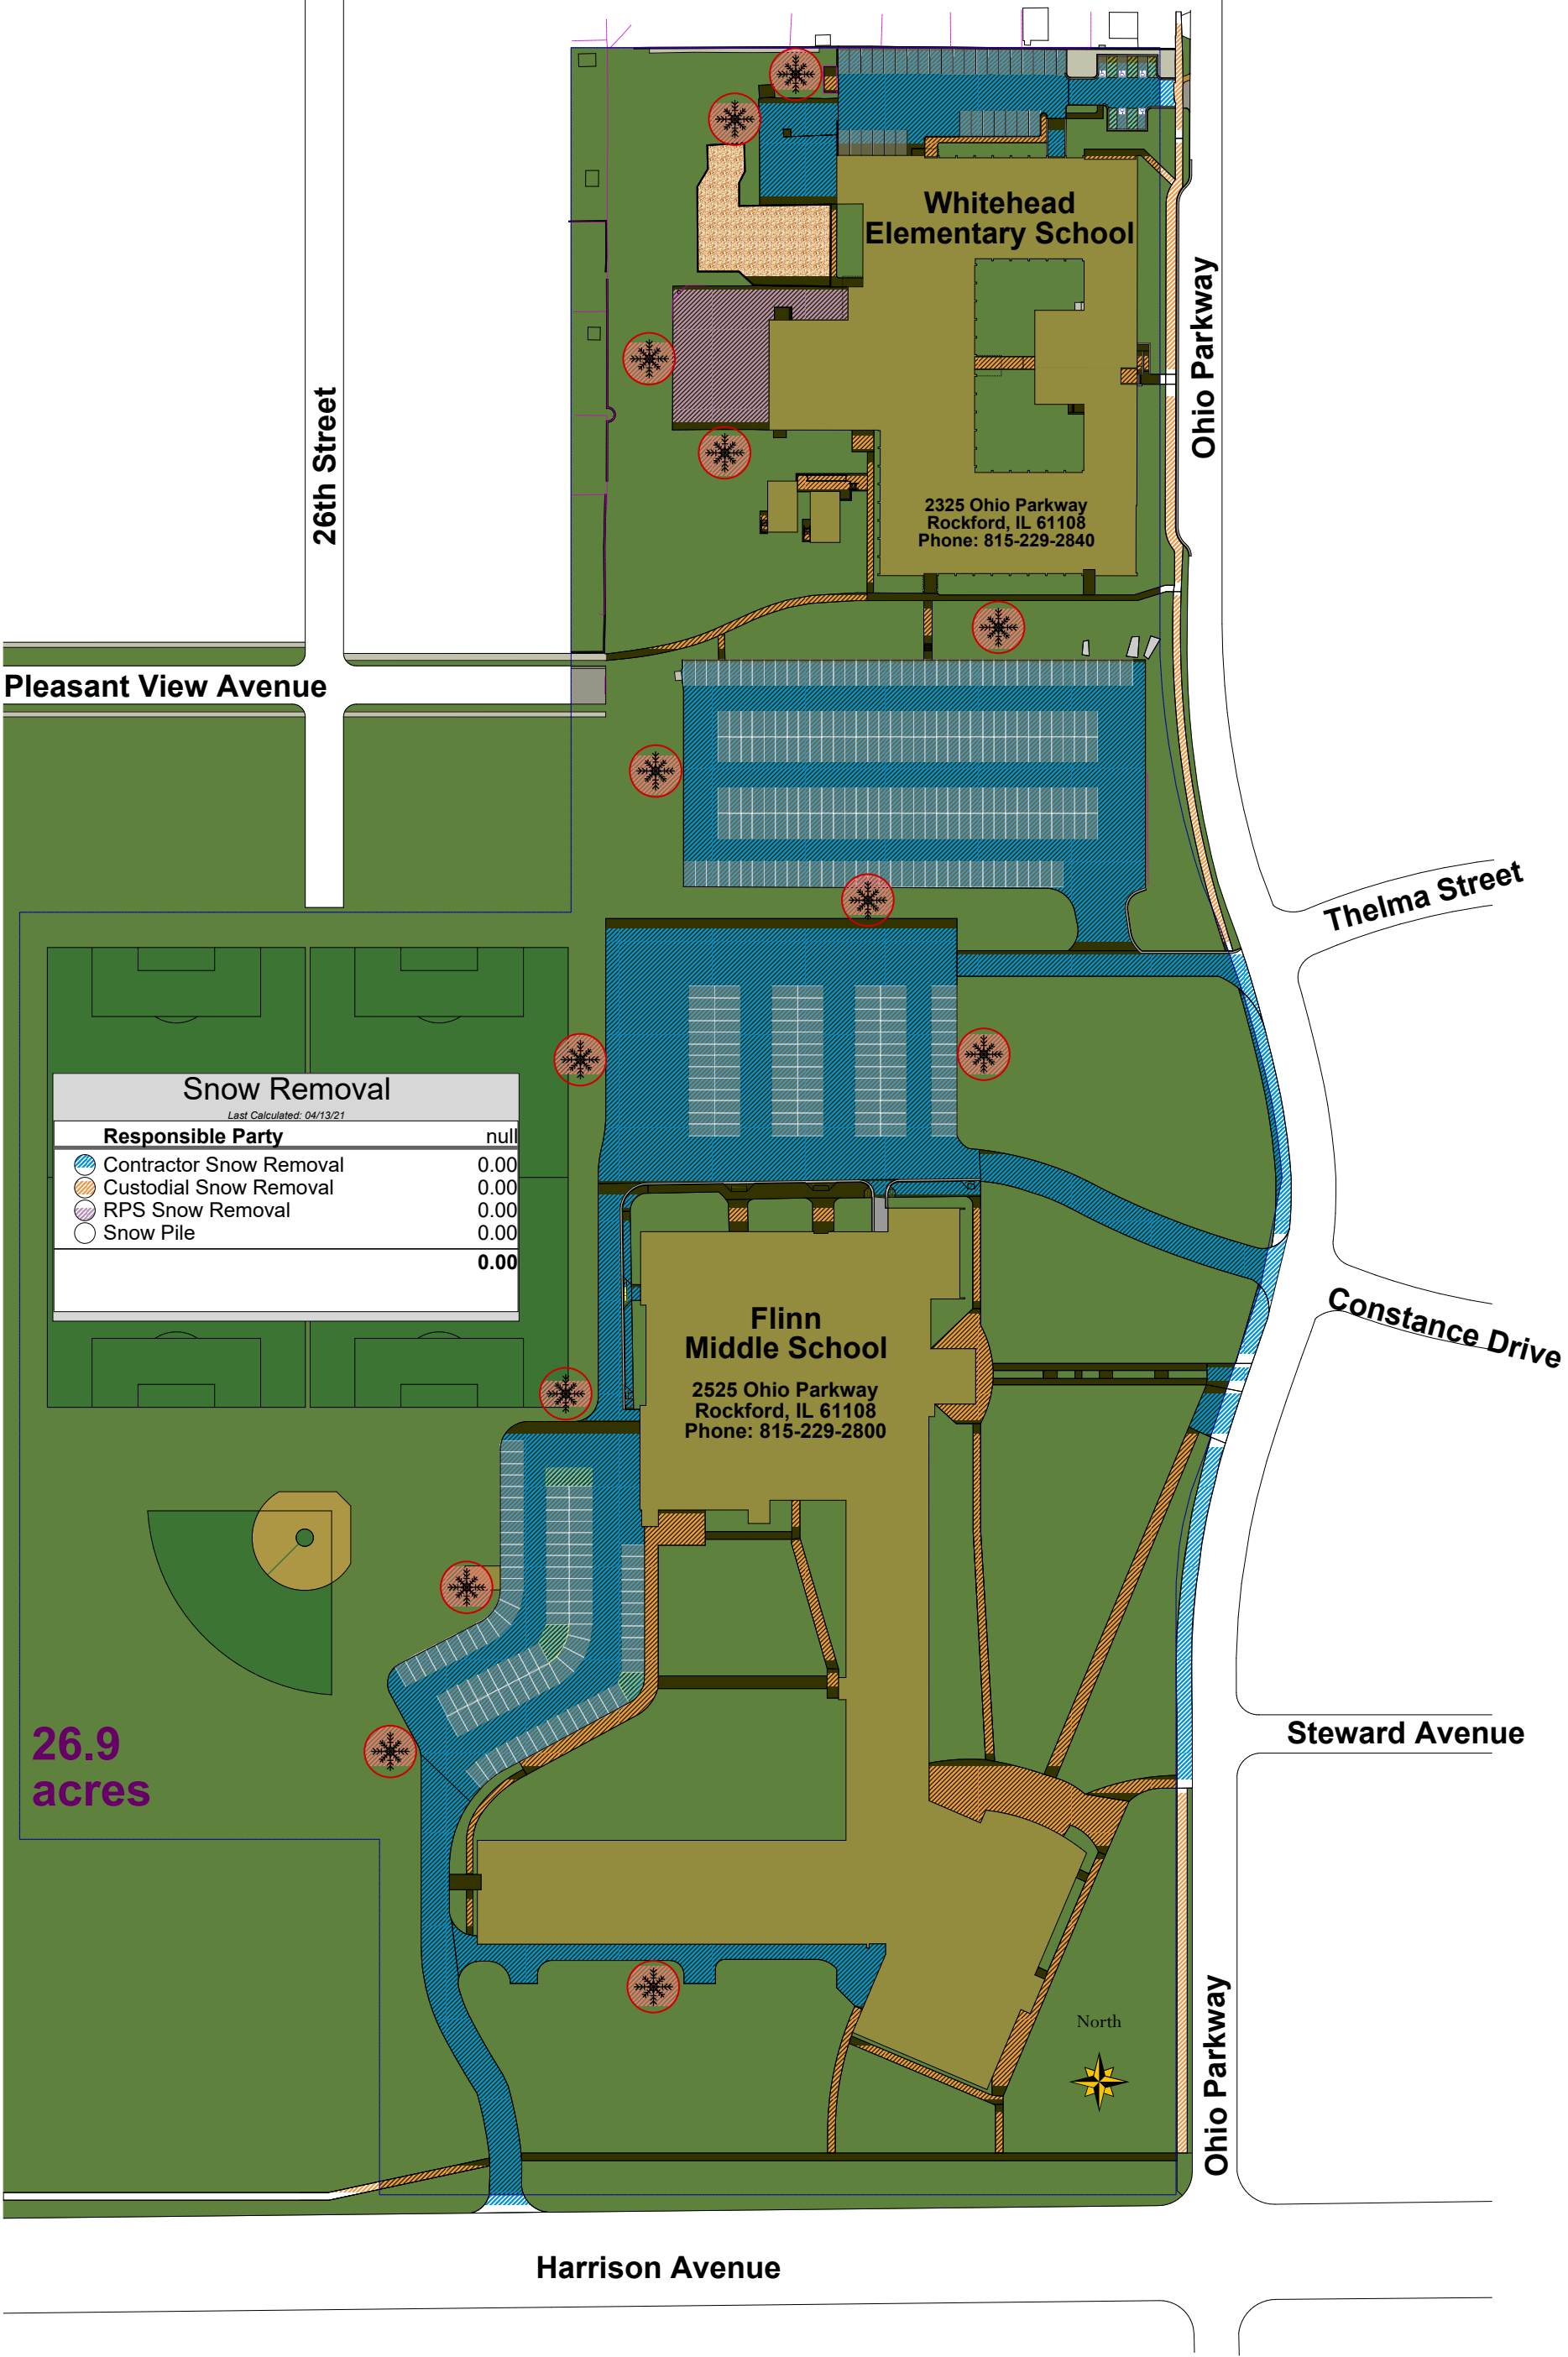 Whitehead
Elementary School
Ohio Parkway
26th Street
2325 Ohio Parkway
Rockford, IL 61108
Phone: 815-229-2840
Pleasant View Avenue
Thelma Street
Snow Removal
Last Calculated: 04/13/21
Responsible Party null
Contractor Snow Removal 0.00
Custodial Snow Removal 0.00
RPS Snow Removal 0.00
Snow Pile 0.00
0.00
Constance Drive
Flinn
Middle School
2525 Ohio Parkway
Rockford, IL 61108
Phone: 815-229-2800
26.9
acres
Steward Avenue
North
Ohio Parkway
Harrison Avenue